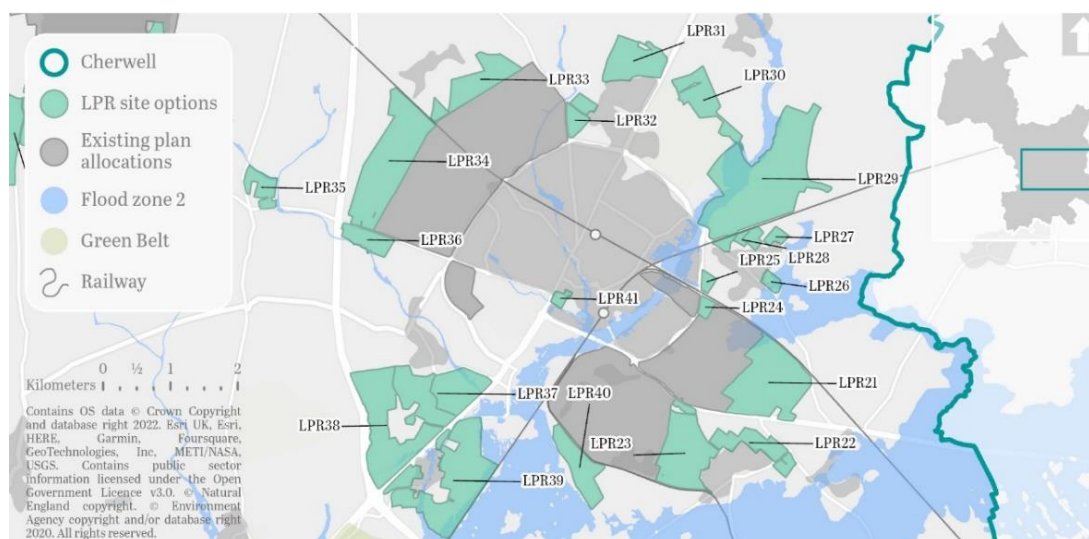 Cherwell
LPR site options
Existing plan
allocations
Flood zone 2
Green Belt
Railway
0 ½ 1 2
Kilometers
Contains OS data © Crown Copyright
and database right 2022. Esri UK, Esri,
HERE, Garmin, Foursquare,
GeoTechnologies, Inc, METI/NASA,
USGS. Contains public sector
information licensed under the Open
Government Licence v3.0. © Natural
England copyright. © Environment
Agency copyright and/or database right
2020. All rights reserved.
LPR31
LPR30
LPR33
LPR32
LPR34
LPR29
LPR35
LPR36
LPR27
LPR28
LPR25
LPR26
LPR41
LPR24
LPR21
LPR37
LPR40
LPR38
LPR23
LPR22
LPR39